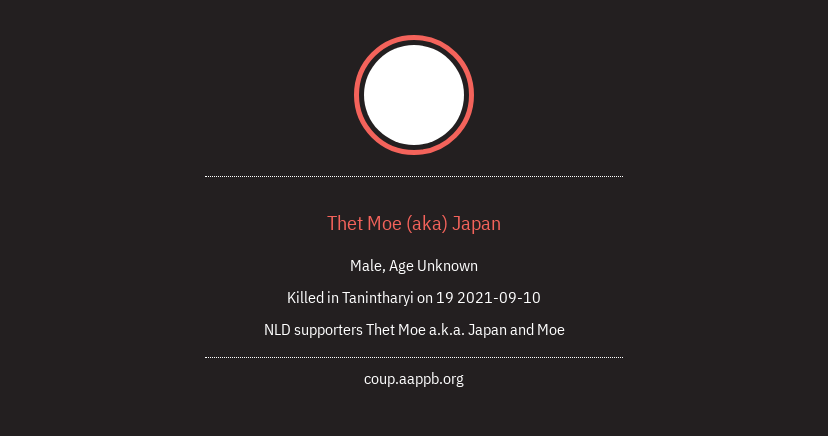 Thet Moe (aka) Japan
Male, Age Unknown
Killed in Tanintharyi on 19 2021-09-10
NLD supporters Thet Moe a.k.a. Japan and Moe
coup.aappb.org